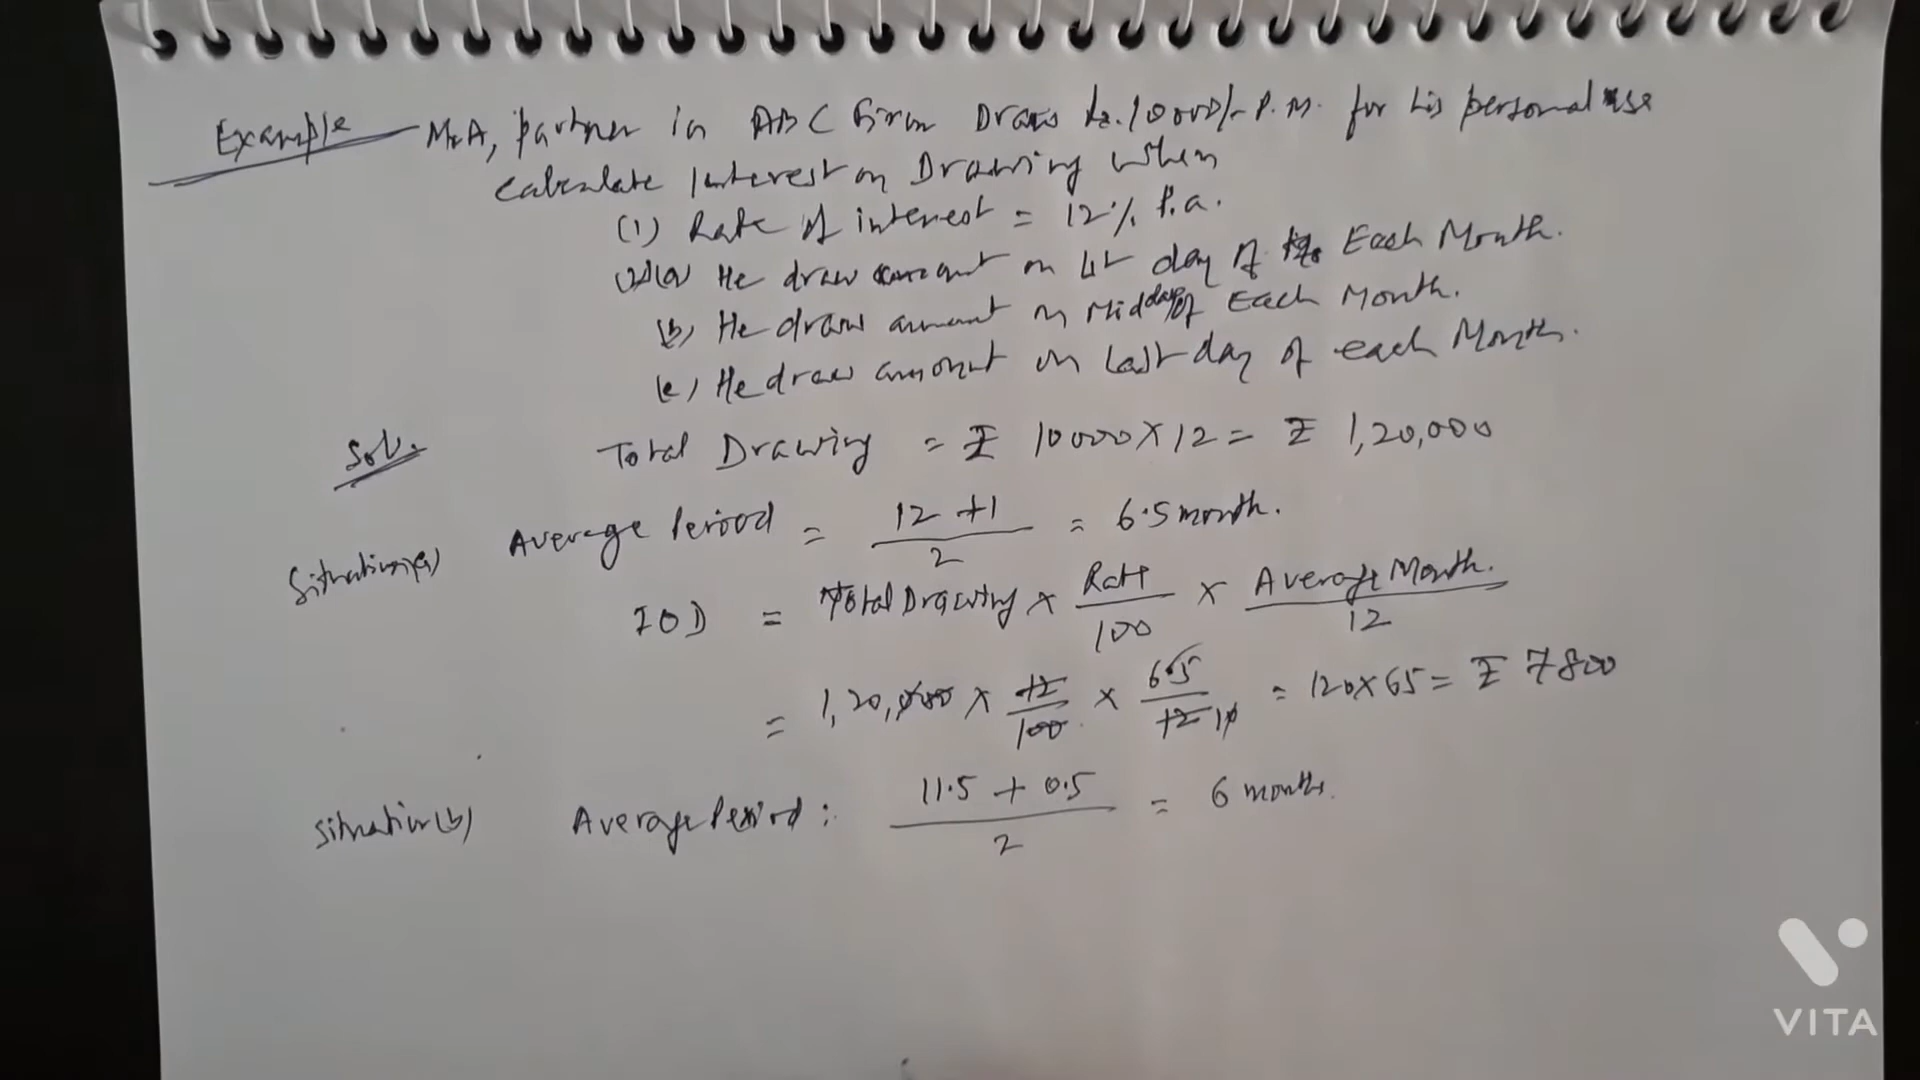 Example Mr A, partner in ABC Firm Draws Rs. 10000/- P.M. for his personal use
Calculate Interest on Drawing when
(1) Rate of interest = 12% P.a.
(2)(a) He draw amount on 1st day of Each Month.
(b) He draw amount on Mid day of Each Month.
(c) He draw amount on last day of each Month.
Sol. Total Drawing = ₹ 10000 X 12 = ₹ 1,20,000
Situation(a) Average Period = 12 + 1 / 2 = 6.5 month.
IOD = Total Drawing x Rate / 100 x Average Month. / 12
= 1,20,000 x 12 / 100 x 6.5 / 12 10 = 120 x 65 = ₹ 7800
Situation(b) Average Period : 11.5 + 0.5 / 2 = 6 months.
VITA